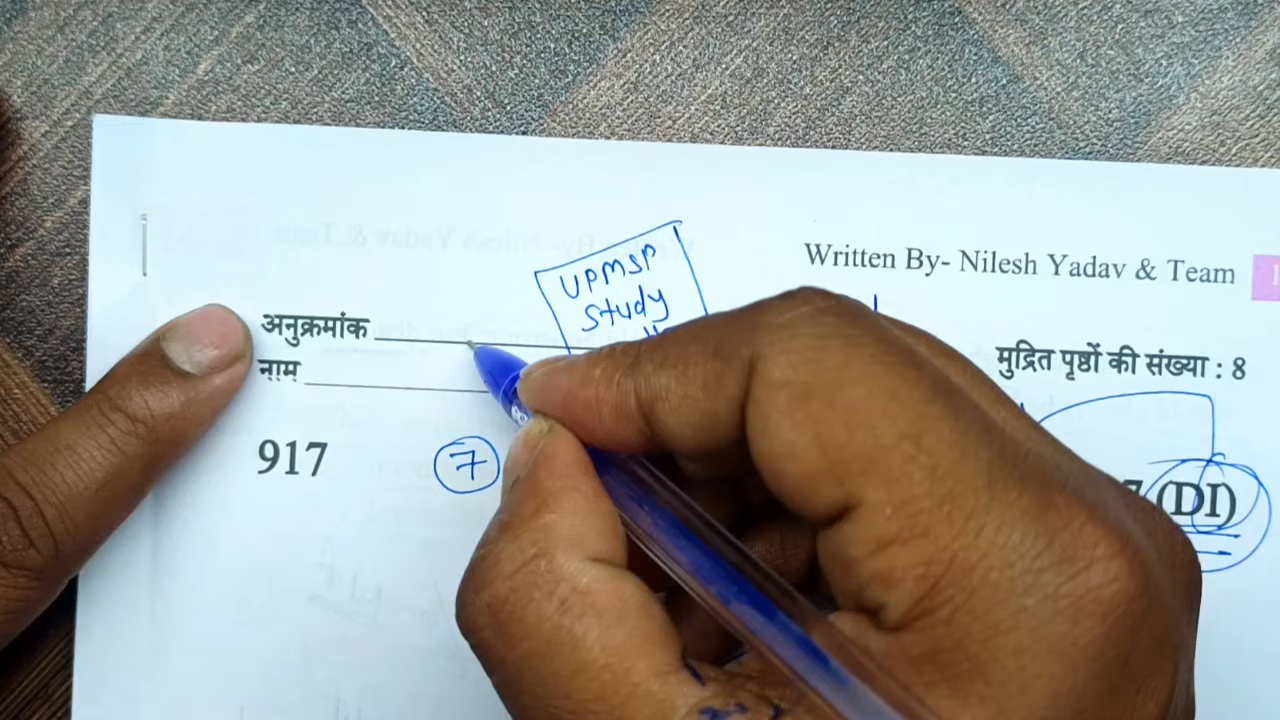 Written By- Nilesh Yadav & Team
UPMSP
Study
अनुक्रमांक
नाम
मुद्रित पृष्ठों की संख्या : 8
917
7
(DI)